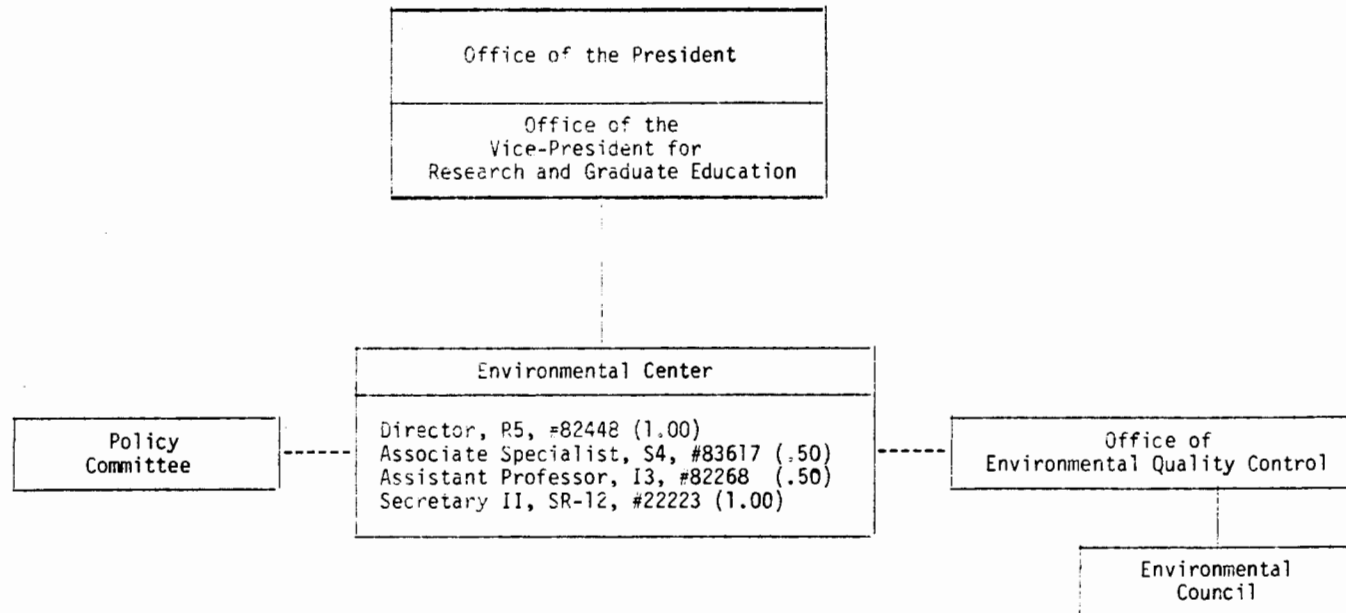 Office of the President
Office of the
Vice-President for
Research and Graduate Education
Environmental Center
Director, R5, #82448 (1.00)
Associate Specialist, S4, #83617 (.50)
Assistant Professor, I3, #82268 (.50)
Secretary II, SR-12, #22223 (1.00)
Policy
Committee
Office of
Environmental Quality Control
Environmental
Council